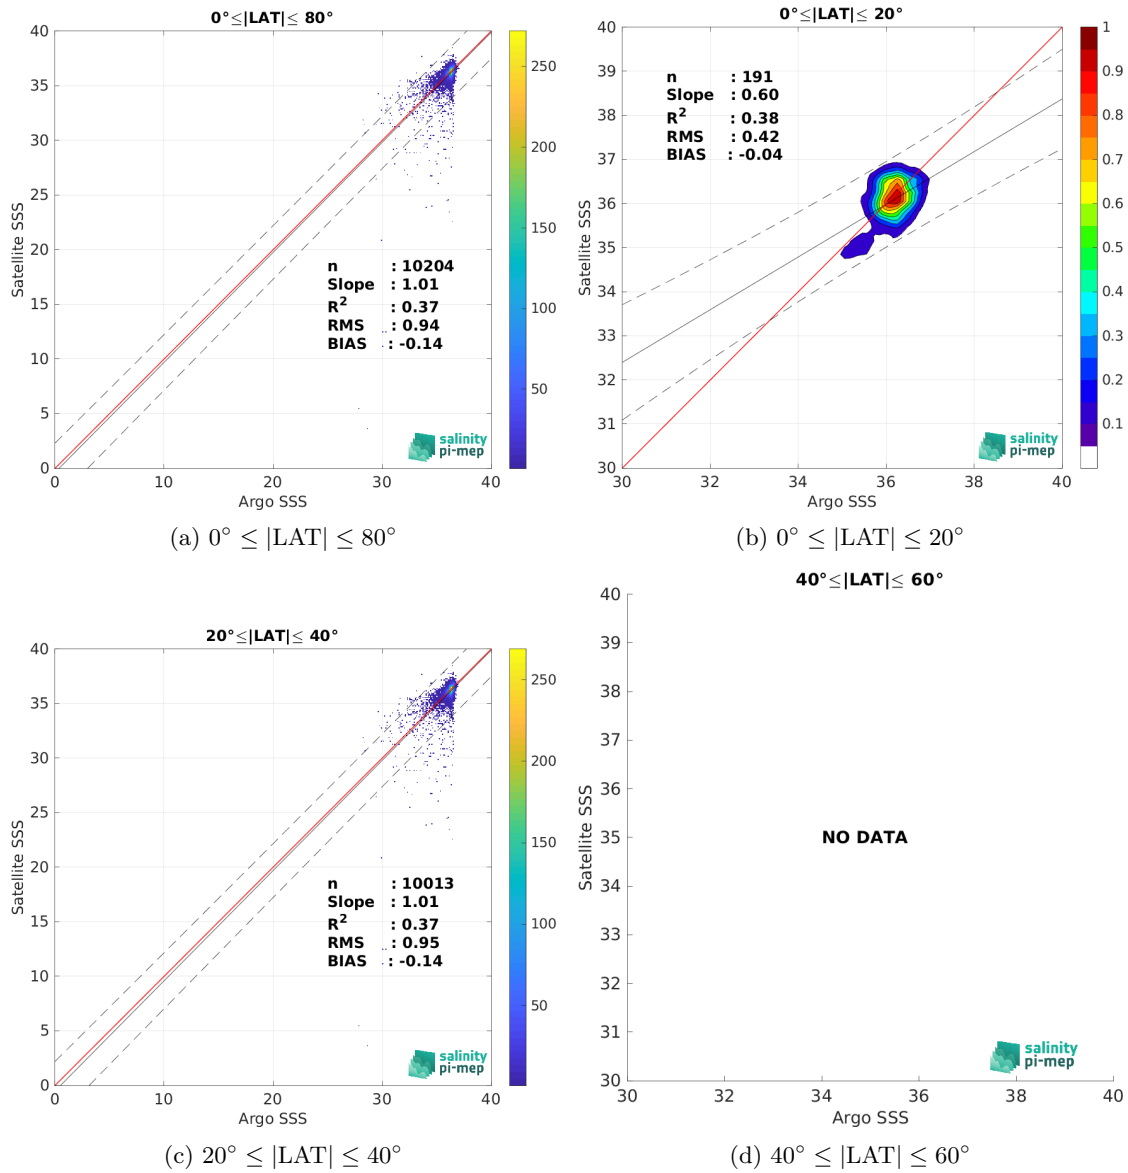 0°≤|LAT|≤ 80°
40
35
30
25
20
15
10
5
0
0
10
20
30
40
Satellite SSS
Argo SSS
n : 10204
Slope : 1.01
R² : 0.37
RMS : 0.94
BIAS : -0.14
250
200
150
100
50
salinity
pi-mep
(a) 0° ≤ |LAT| ≤ 80°
0°≤|LAT|≤ 20°
40
39
38
37
36
35
34
33
32
31
30
30
32
34
36
38
40
Satellite SSS
Argo SSS
n : 191
Slope : 0.60
R² : 0.38
RMS : 0.42
BIAS : -0.04
1
0.9
0.8
0.7
0.6
0.5
0.4
0.3
0.2
0.1
salinity
pi-mep
(b) 0° ≤ |LAT| ≤ 20°
20°≤|LAT|≤ 40°
40
35
30
25
20
15
10
5
0
0
10
20
30
40
Satellite SSS
Argo SSS
n : 10013
Slope : 1.01
R² : 0.37
RMS : 0.95
BIAS : -0.14
250
200
150
100
50
salinity
pi-mep
(c) 20° ≤ |LAT| ≤ 40°
40°≤|LAT|≤ 60°
40
39
38
37
36
35
34
33
32
31
30
30
32
34
36
38
40
Satellite SSS
Argo SSS
NO DATA
salinity
pi-mep
(d) 40° ≤ |LAT| ≤ 60°